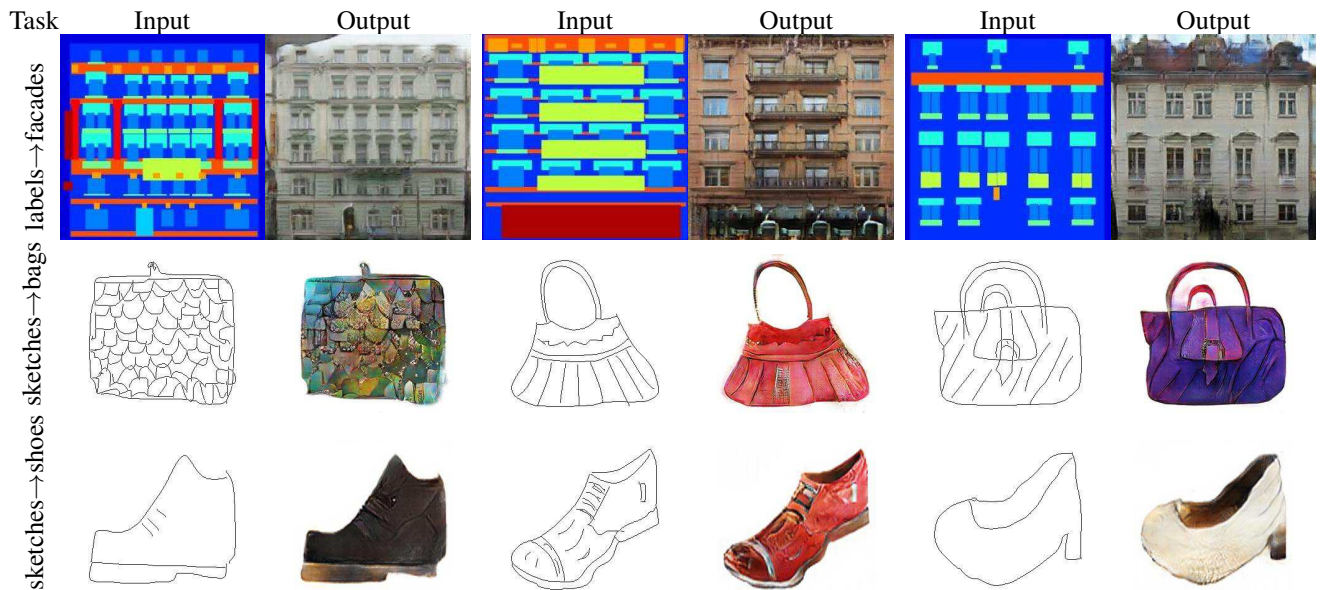 Task Input Output Input Output Input Output
labels→facades
sketches→bags
sketches→shoes